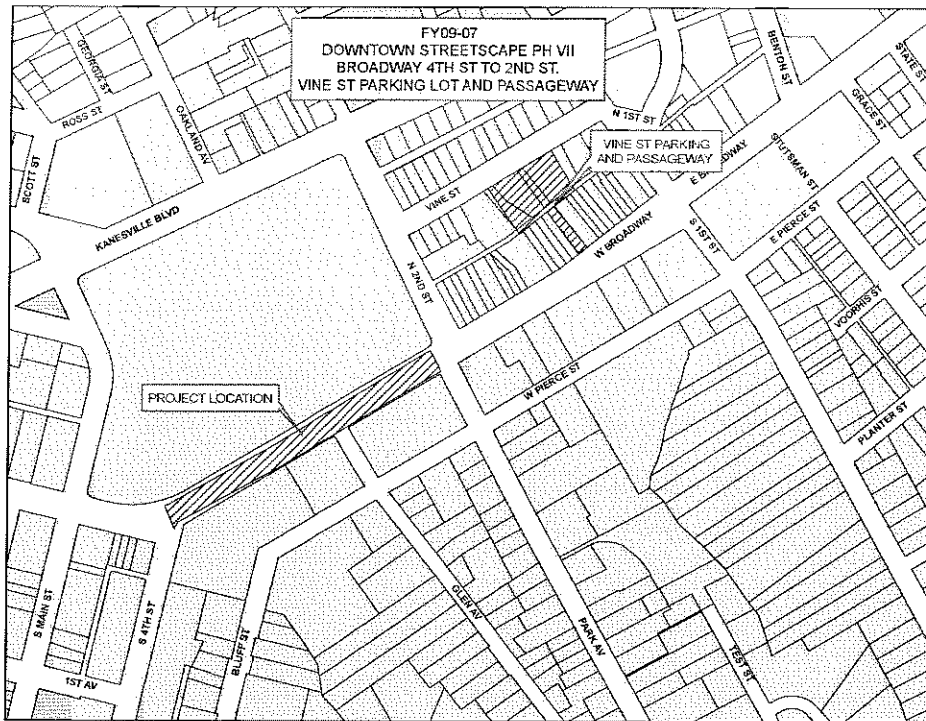 FY09-07
DOWNTOWN STREETSCAPE PH VII
BROADWAY 4TH ST TO 2ND ST.
VINE ST PARKING LOT AND PASSAGEWAY
GEORGIA ST
ROSS ST
OAKLAND AV
SCOTT ST
KANESVILLE BLVD
BENTON ST
STATE ST
GRACE ST
N 1ST ST
VINE ST PARKING
AND PASSAGEWAY
E BROADWAY
STUTSMAN ST
VINE ST
W BROADWAY
S 1ST ST
E PIERCE ST
N 2ND ST
VOORHIS ST
W PIERCE ST
PROJECT LOCATION
PLANTER ST
S MAIN ST
S 4TH ST
BLUFF ST
GLEN AV
PARK AV
TEST ST
1ST AV